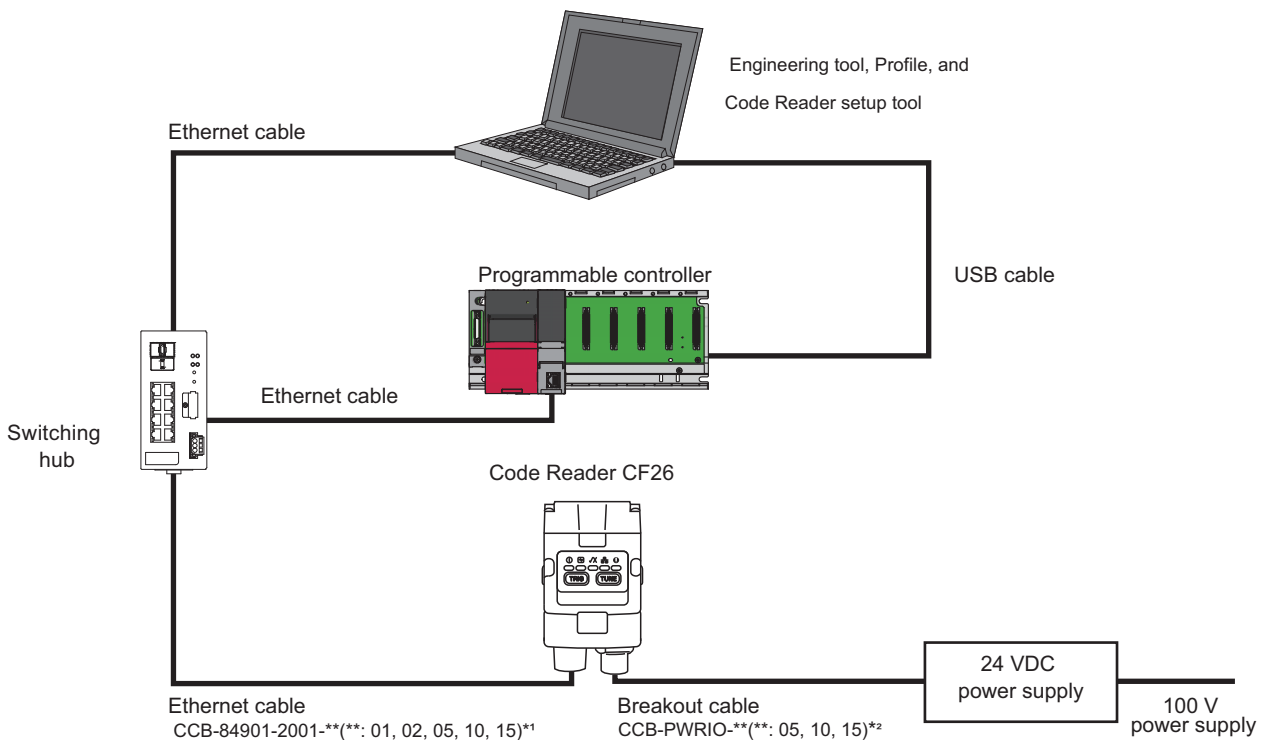 Engineering tool, Profile, and
Code Reader setup tool
Ethernet cable
Programmable controller
USB cable
Ethernet cable
Switching
hub
Code Reader CF26
TRIG
TUNE
24 VDC
power supply
100 V
power supply
Ethernet cable
CCB-84901-2001-**(**: 01, 02, 05, 10, 15)*¹
Breakout cable
CCB-PWRIO-**(**: 05, 10, 15)*²